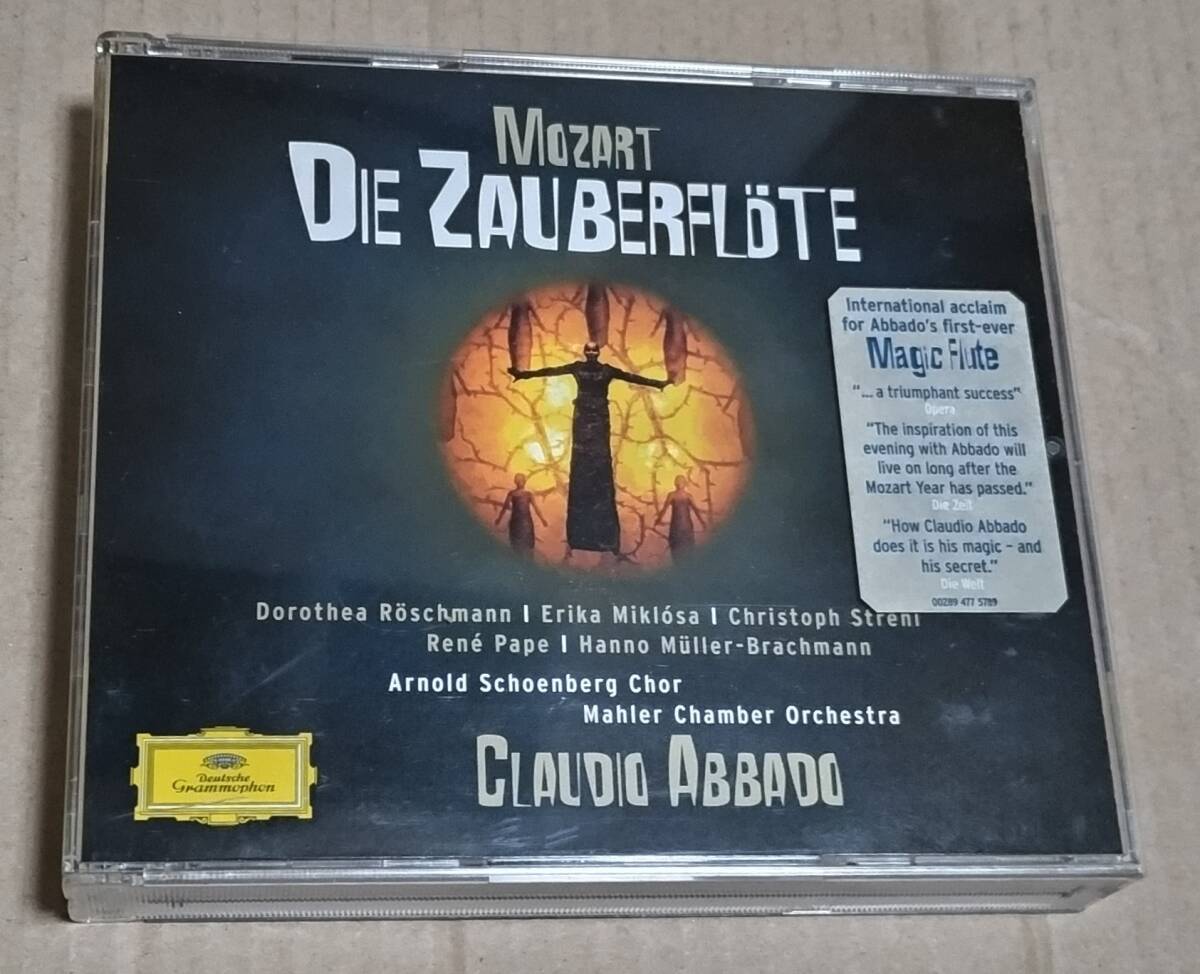 MOZART
DIE ZAUBERFLÖTE
International acclaim
for Abbado's first-ever
Magic Flute
"... a triumphant success"
Opera
"The inspiration of this
evening with Abbado will
live on long after the
Mozart Year has passed."
Die Zeit
"How Claudio Abbado
does it is his magic – and
his secret."
Die Welt
00289 477 5789
Dorothea Röschmann | Erika Miklósa | Christoph Strehl
René Pape | Hanno Müller-Brachmann
Arnold Schoenberg Chor
Mahler Chamber Orchestra
CLAUDIO ABBADO
Deutsche
Grammophon